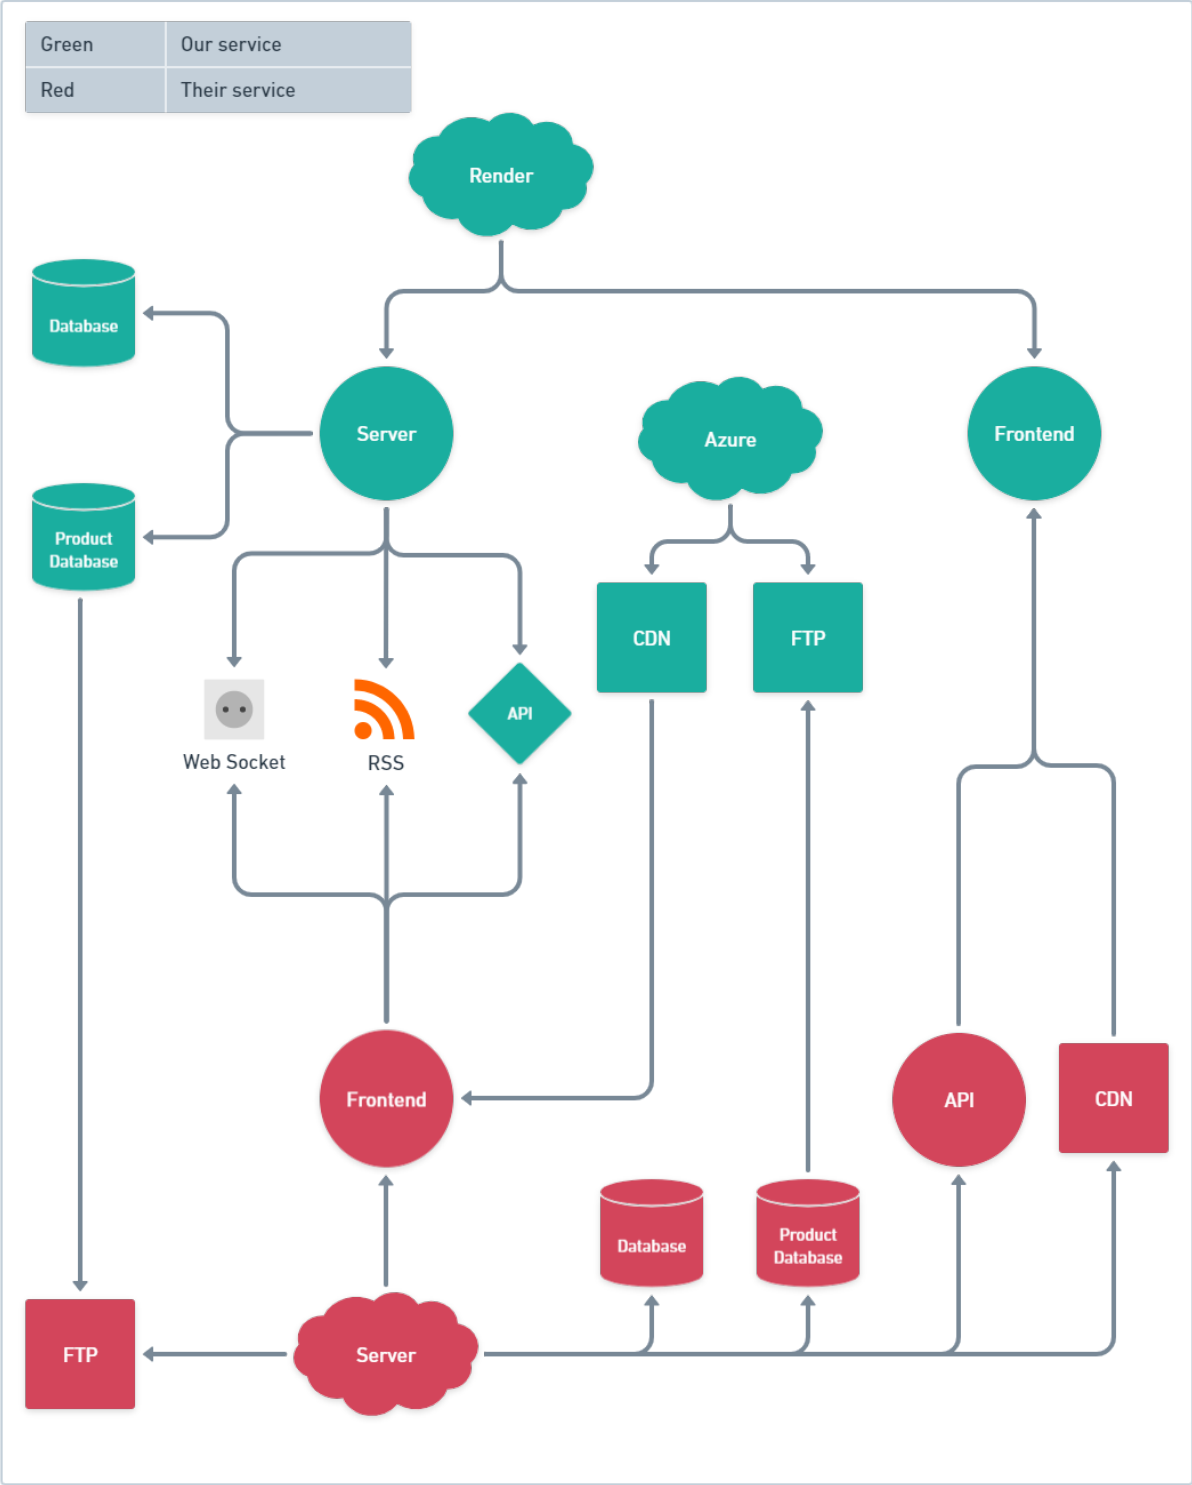 Green
Our service
Red
Their service
Render
Database
Server
Azure
Frontend
Product
Database
CDN
FTP
API
Web Socket
RSS
Frontend
API
CDN
Database
Product
Database
FTP
Server